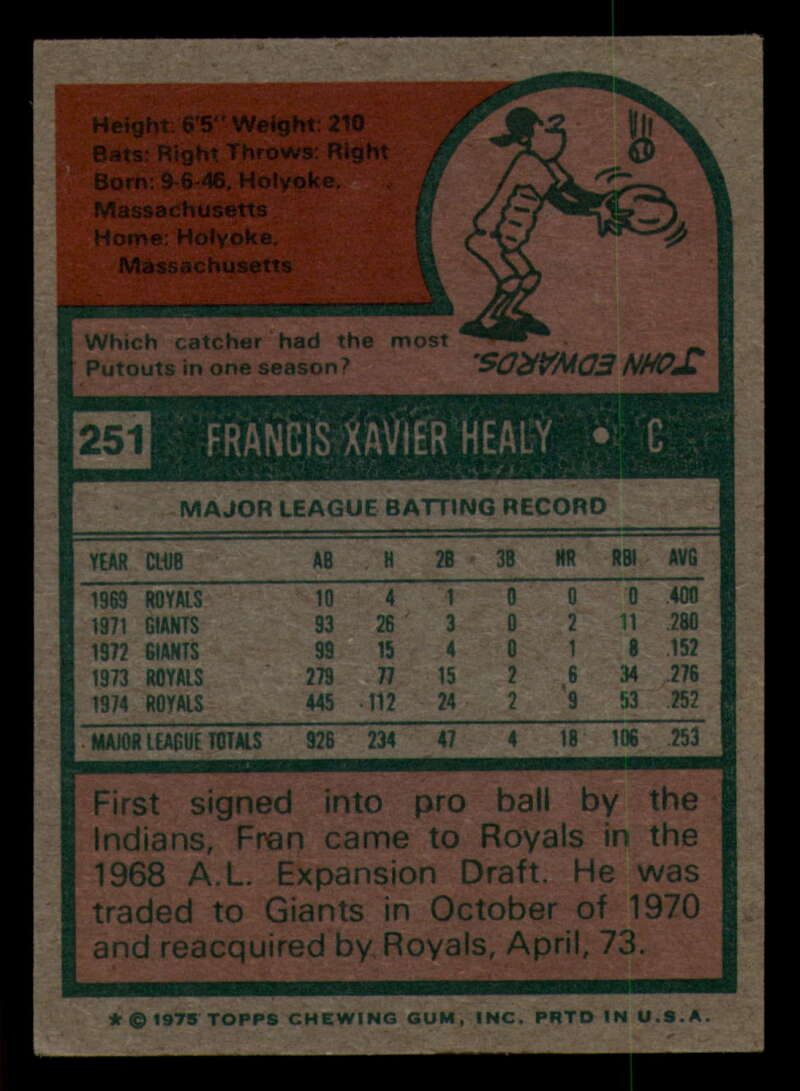 Height: 6'5" Weight: 210
Bats: Right Throws: Right
Born: 9-6-46, Holyoke,
Massachusetts
Home: Holyoke,
Massachusetts
Which catcher had the most
Putouts in one season?
JOHN EDWARDS.
251 FRANCIS XAVIER HEALY • C
MAJOR LEAGUE BATTING RECORD
YEAR CLUB AB H 2B 3B HR RBI AVG
1969 ROYALS 10 4 1 0 0 0 .400
1971 GIANTS 93 26 3 0 2 11 .280
1972 GIANTS 99 15 4 0 1 8 .152
1973 ROYALS 279 77 15 2 6 34 .276
1974 ROYALS 445 112 24 2 9 53 .252
MAJOR LEAGUE TOTALS 926 234 47 4 18 106 .253
First signed into pro ball by the
Indians, Fran came to Royals in the
1968 A.L. Expansion Draft. He was
traded to Giants in October of 1970
and reacquired by Royals, April, 73.
* © 1975 TOPPS CHEWING GUM, INC. PRTD IN U.S.A.